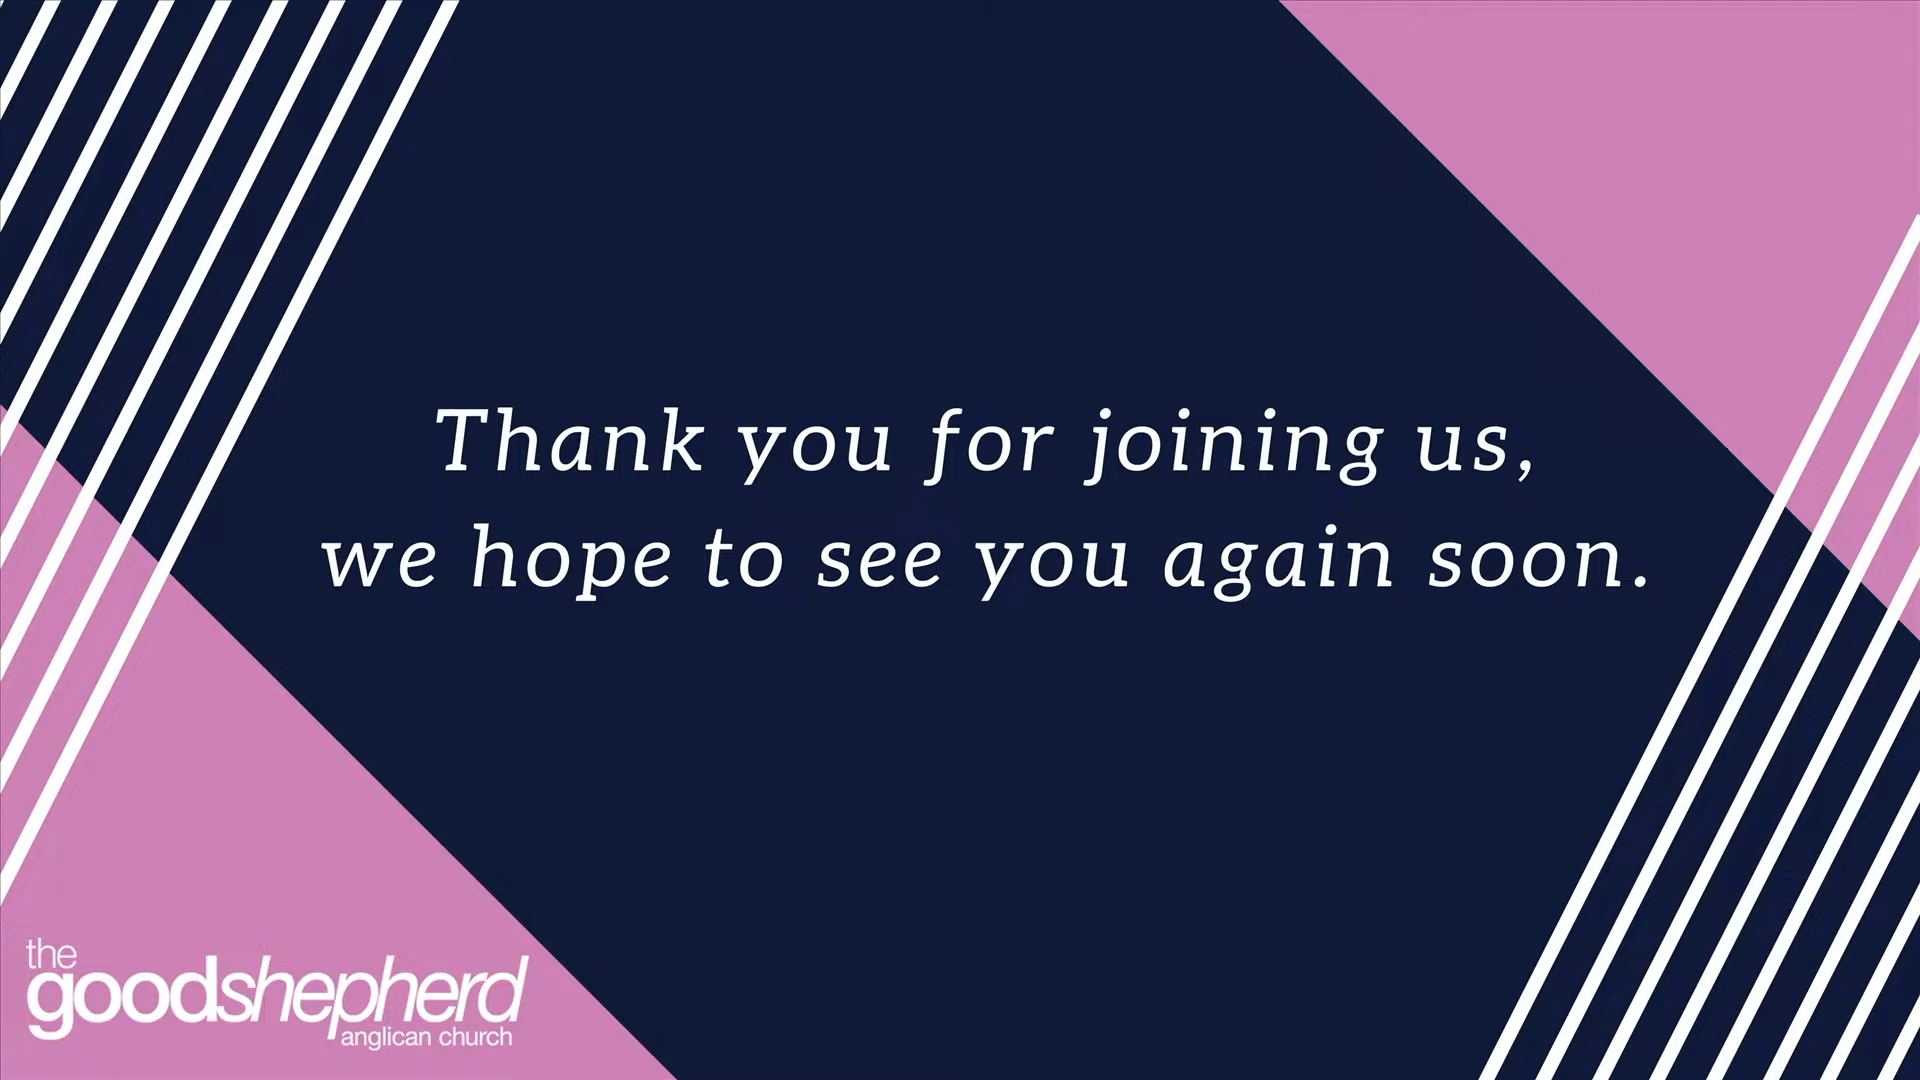 Thank you for joining us,
we hope to see you again soon.
the
goodshepherd
anglican church